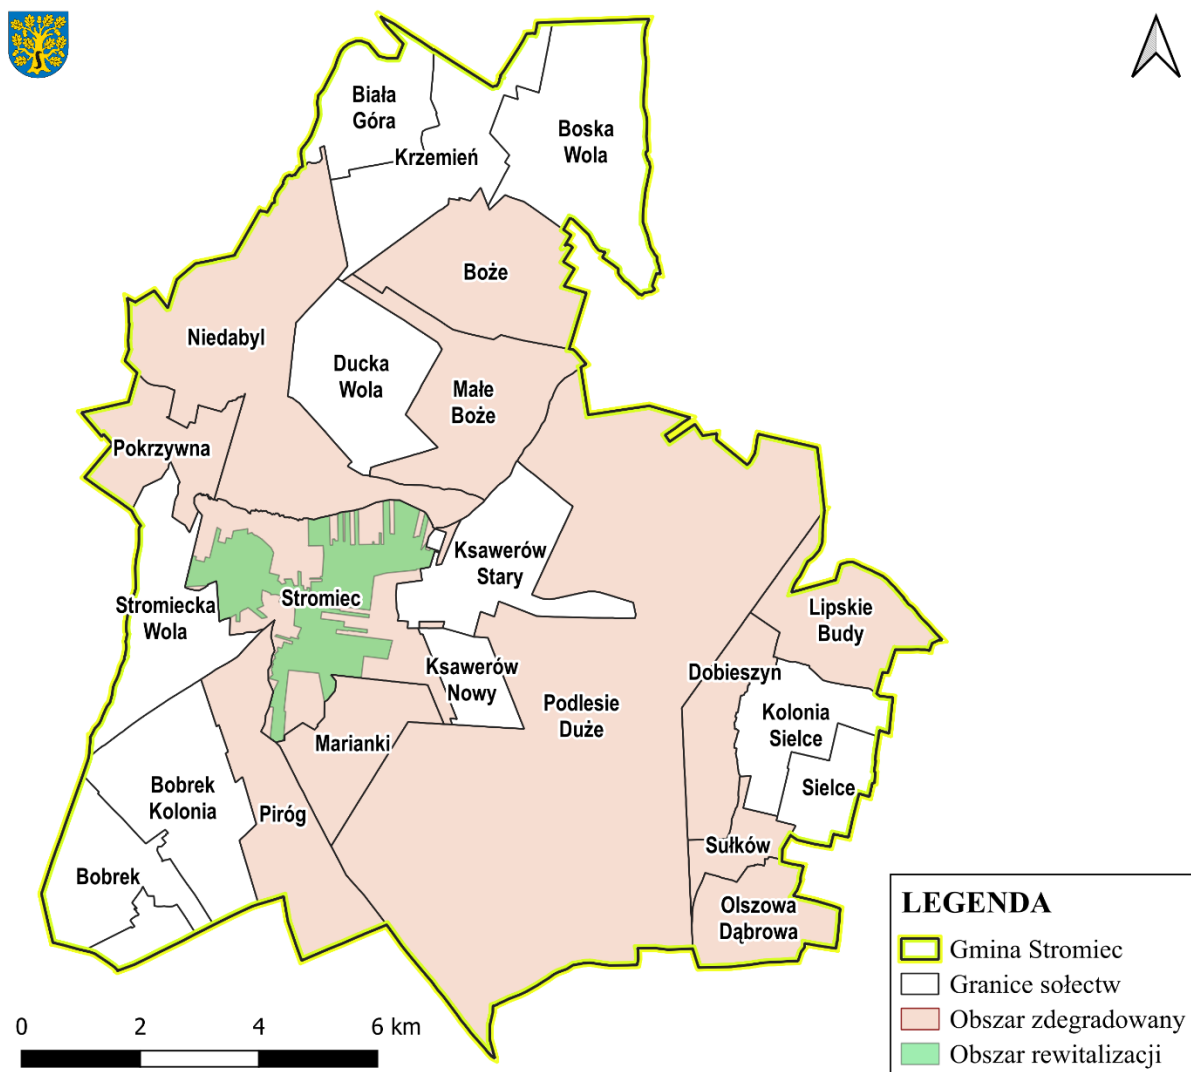 Biała
Góra
Krzemień
Boska
Wola
Boże
Niedabyl
Ducka
Wola
Małe
Boże
Pokrzywna
Ksawerów
Stary
Stromiec
Stromiecka
Wola
Lipskie
Budy
Ksawerów
Nowy
Dobieszyn
Podlesie
Duże
Kolonia
Sielce
Marianki
Bobrek
Kolonia
Sielce
Piróg
Sułków
Bobrek
Olszowa
Dąbrowa
0 2 4 6 km
LEGENDA
Gmina Stromiec
Granice sołectw
Obszar zdegradowany
Obszar rewitalizacji